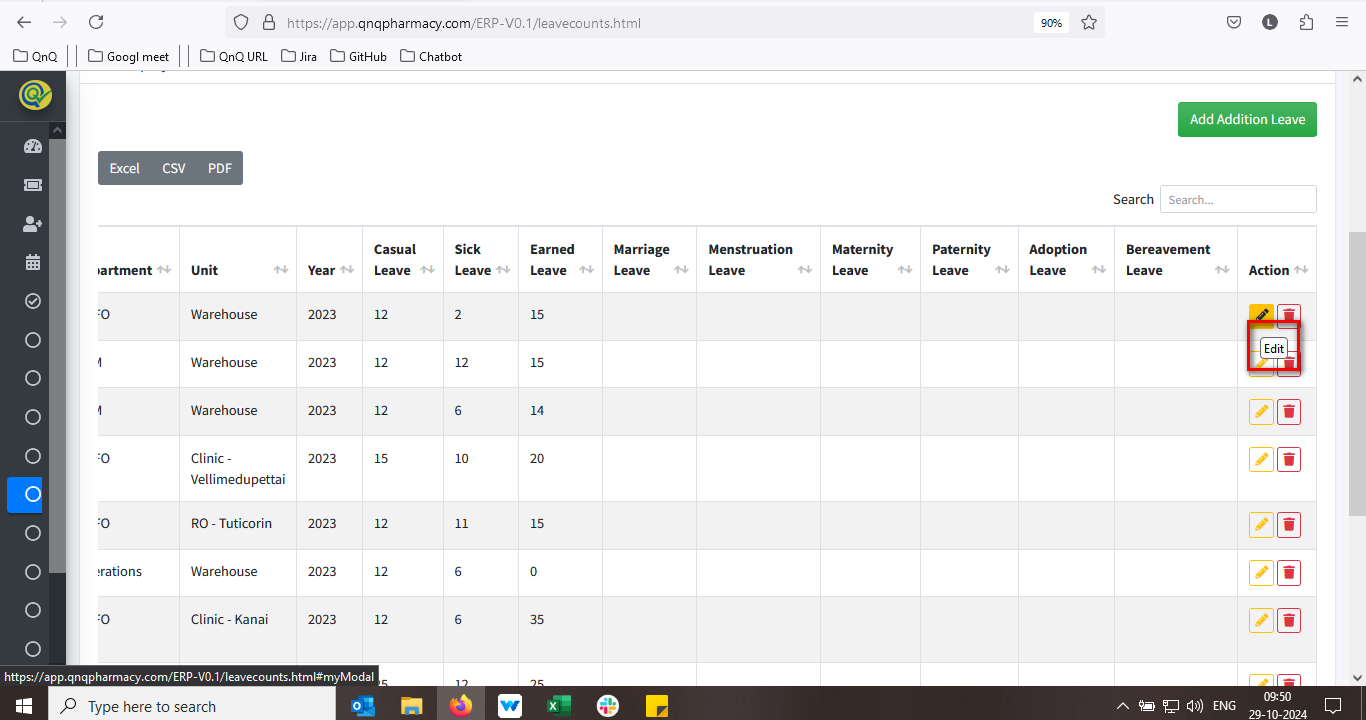 https://app.qnqpharmacy.com/ERP-V0.1/leavecounts.html
90%
L
QnQ
Googl meet
QnQ URL
Jira
GitHub
Chatbot
Add Addition Leave
Excel CSV PDF
Search Search...
partment Unit Year Casual Leave Sick Leave Earned Leave Marriage Leave Menstruation Leave Maternity Leave Paternity Leave Adoption Leave Bereavement Leave Action
FO Warehouse 2023 12 2 15
Edit
M Warehouse 2023 12 12 15
M Warehouse 2023 12 6 14
FO Clinic - Vellimedupettai 2023 15 10 20
FO RO - Tuticorin 2023 12 11 15
erations Warehouse 2023 12 6 0
FO Clinic - Kanai 2023 12 6 35
25 12 25
https://app.qnqpharmacy.com/ERP-V0.1/leavecounts.html#myModal
Type here to search
ENG
09:50
29-10-2024